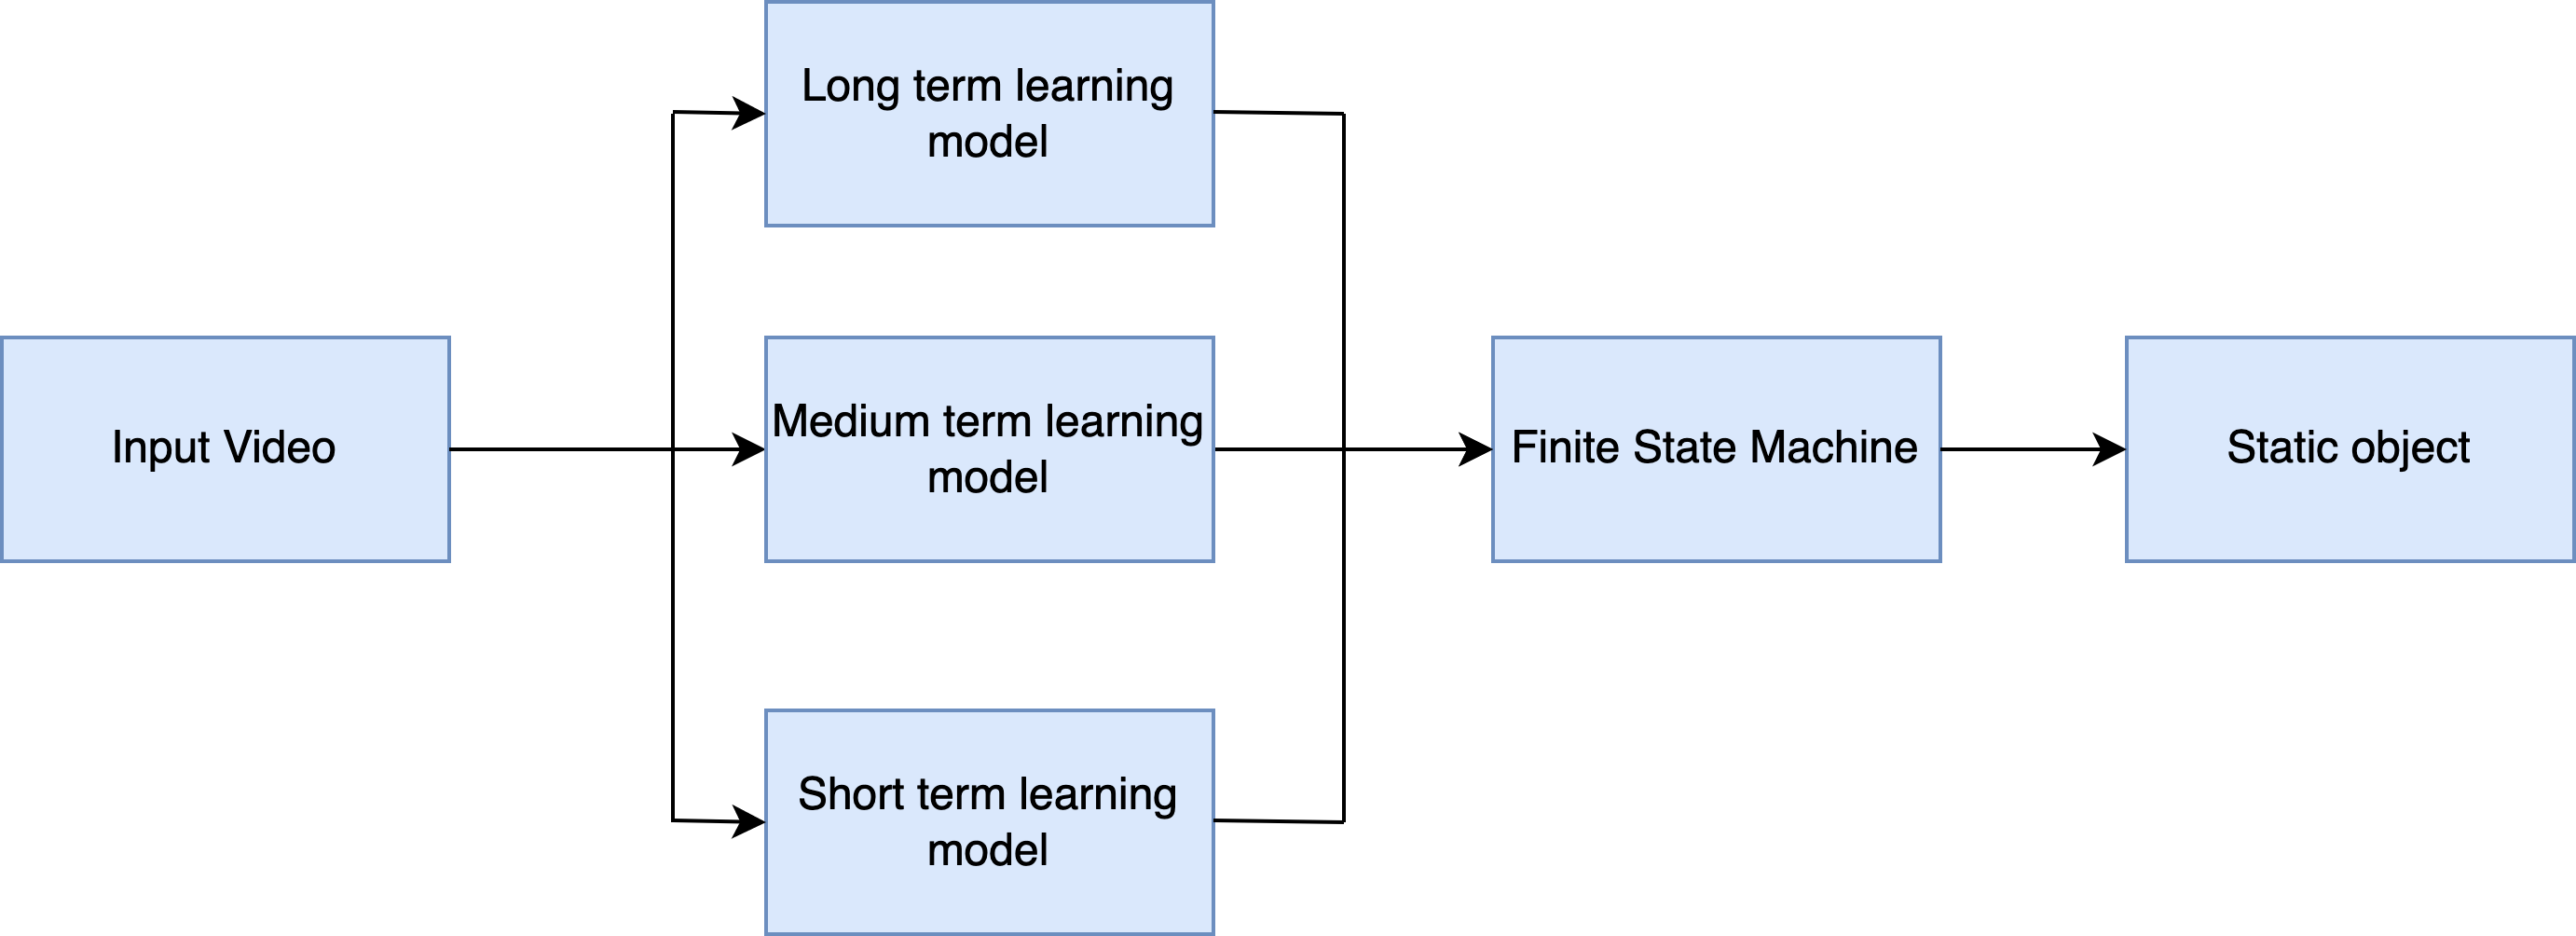 Long term learning
model
Input Video
Medium term learning
model
Finite State Machine
Static object
Short term learning
model